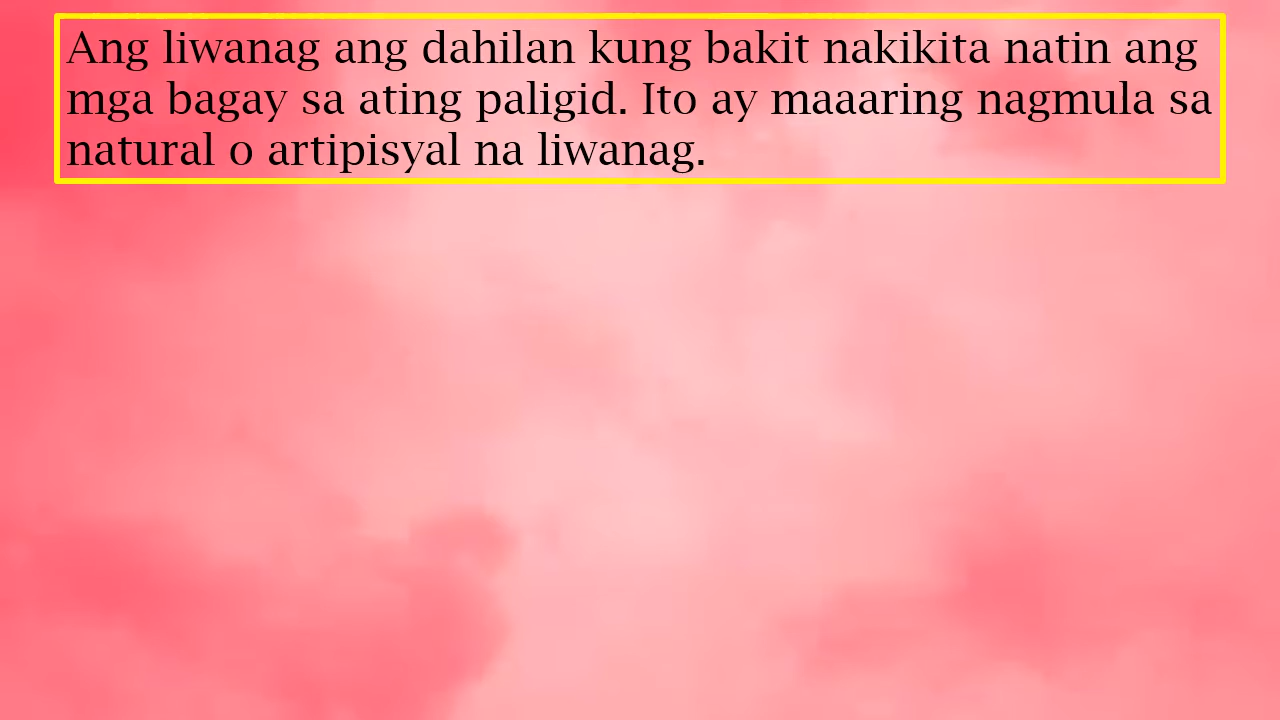 Ang liwanag ang dahilan kung bakit nakikita natin ang
mga bagay sa ating paligid. Ito ay maaaring nagmula sa
natural o artipisyal na liwanag.